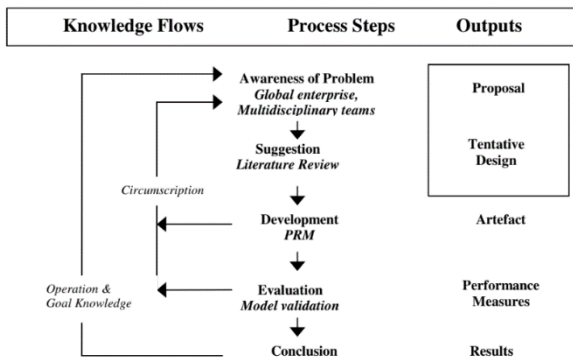 Knowledge Flows Process Steps Outputs
Awareness of Problem
Global enterprise,
Multidisciplinary teams
Proposal
Suggestion
Literature Review
Tentative
Design
Circumscription
Development
PRM
Artefact
Operation &
Goal Knowledge
Evaluation
Model validation
Performance
Measures
Conclusion
Results